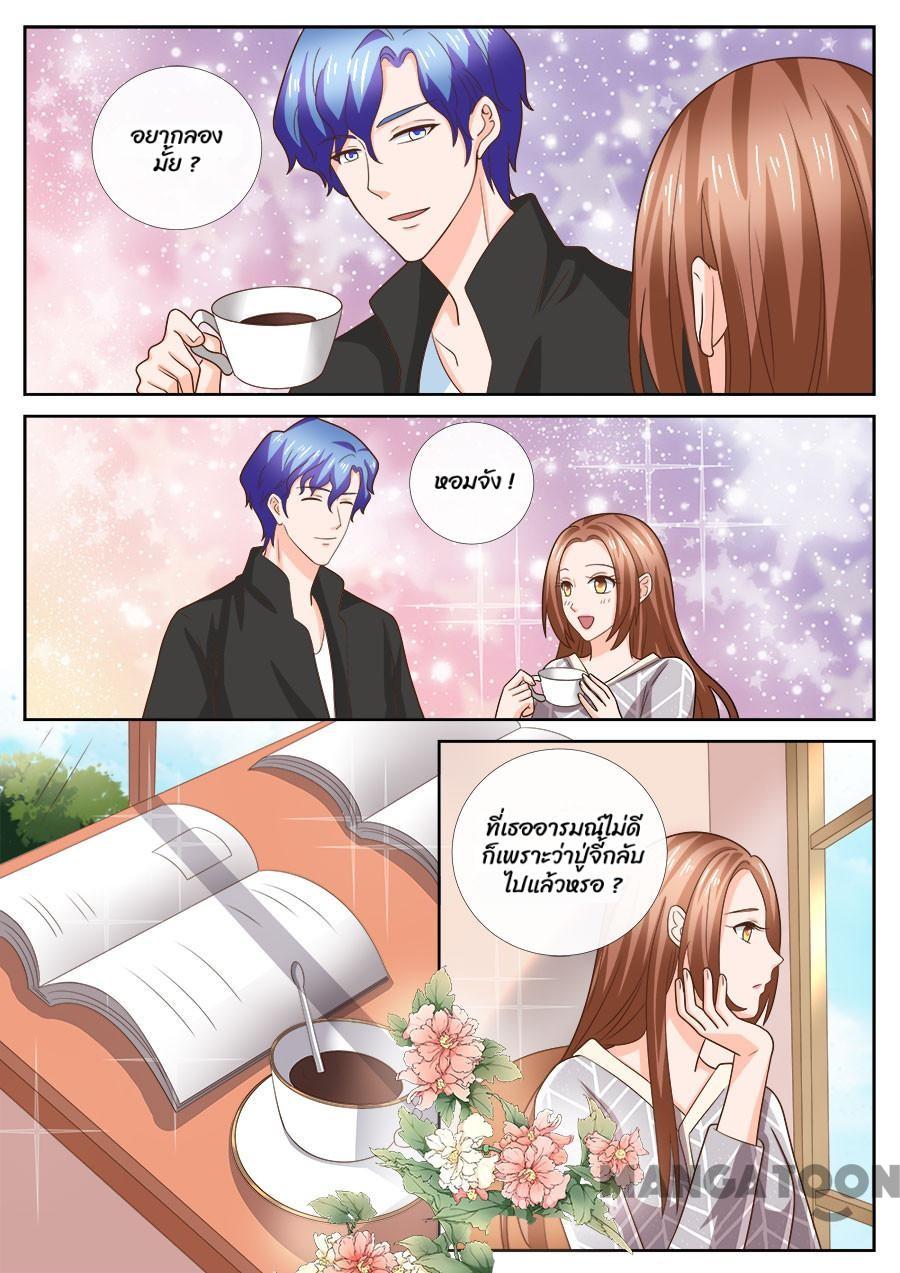 อยากลอง
มั้ย ?
หอมจัง !
ที่เธออารมณ์ไม่ดี
ก็เพราะว่าปู่จี้กลับ
ไปแล้วหรอ ?
MANGATOON